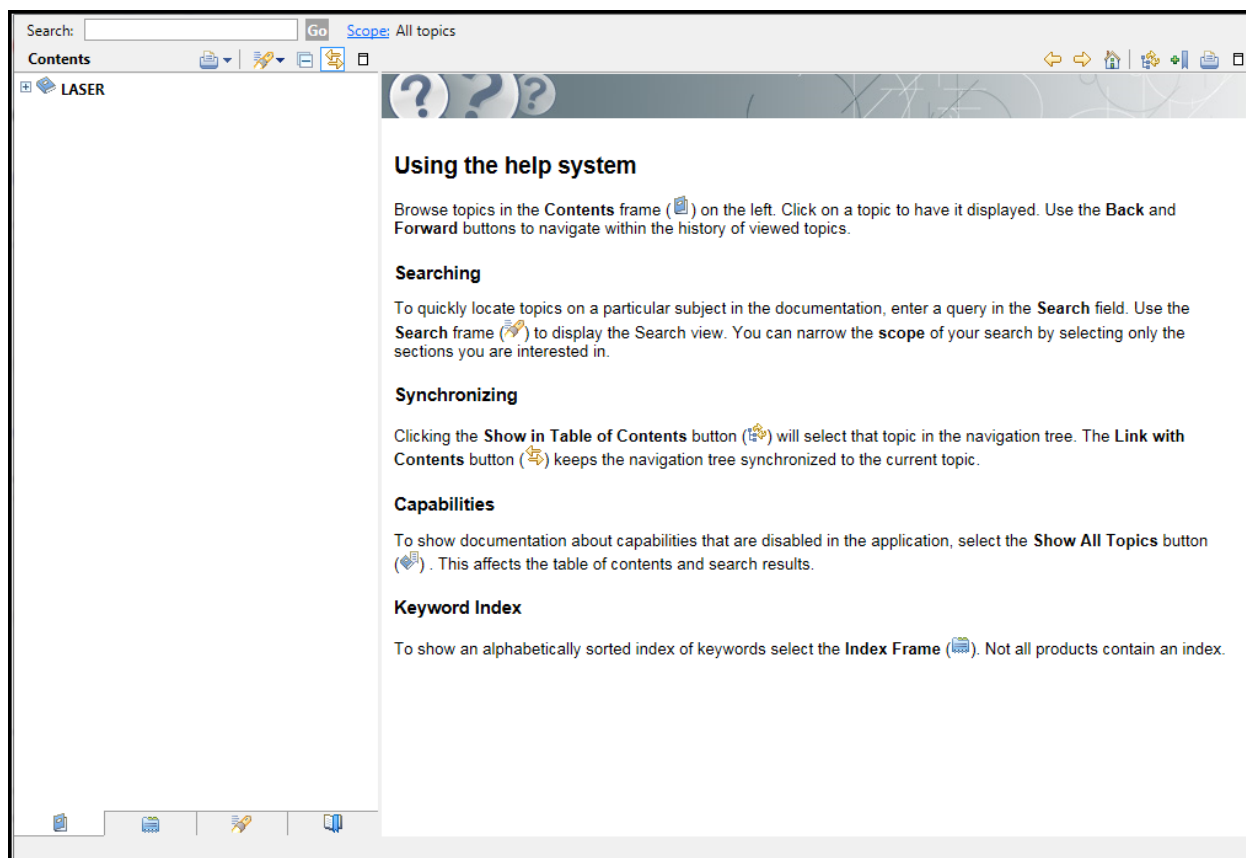 Search: Go Scope: All topics
Contents
LASER
? ? ?
Using the help system
Browse topics in the Contents frame ( ) on the left. Click on a topic to have it displayed. Use the Back and
Forward buttons to navigate within the history of viewed topics.
Searching
To quickly locate topics on a particular subject in the documentation, enter a query in the Search field. Use the
Search frame ( ) to display the Search view. You can narrow the scope of your search by selecting only the
sections you are interested in.
Synchronizing
Clicking the Show in Table of Contents button ( ) will select that topic in the navigation tree. The Link with
Contents button ( ) keeps the navigation tree synchronized to the current topic.
Capabilities
To show documentation about capabilities that are disabled in the application, select the Show All Topics button
( ) . This affects the table of contents and search results.
Keyword Index
To show an alphabetically sorted index of keywords select the Index Frame ( ). Not all products contain an index.